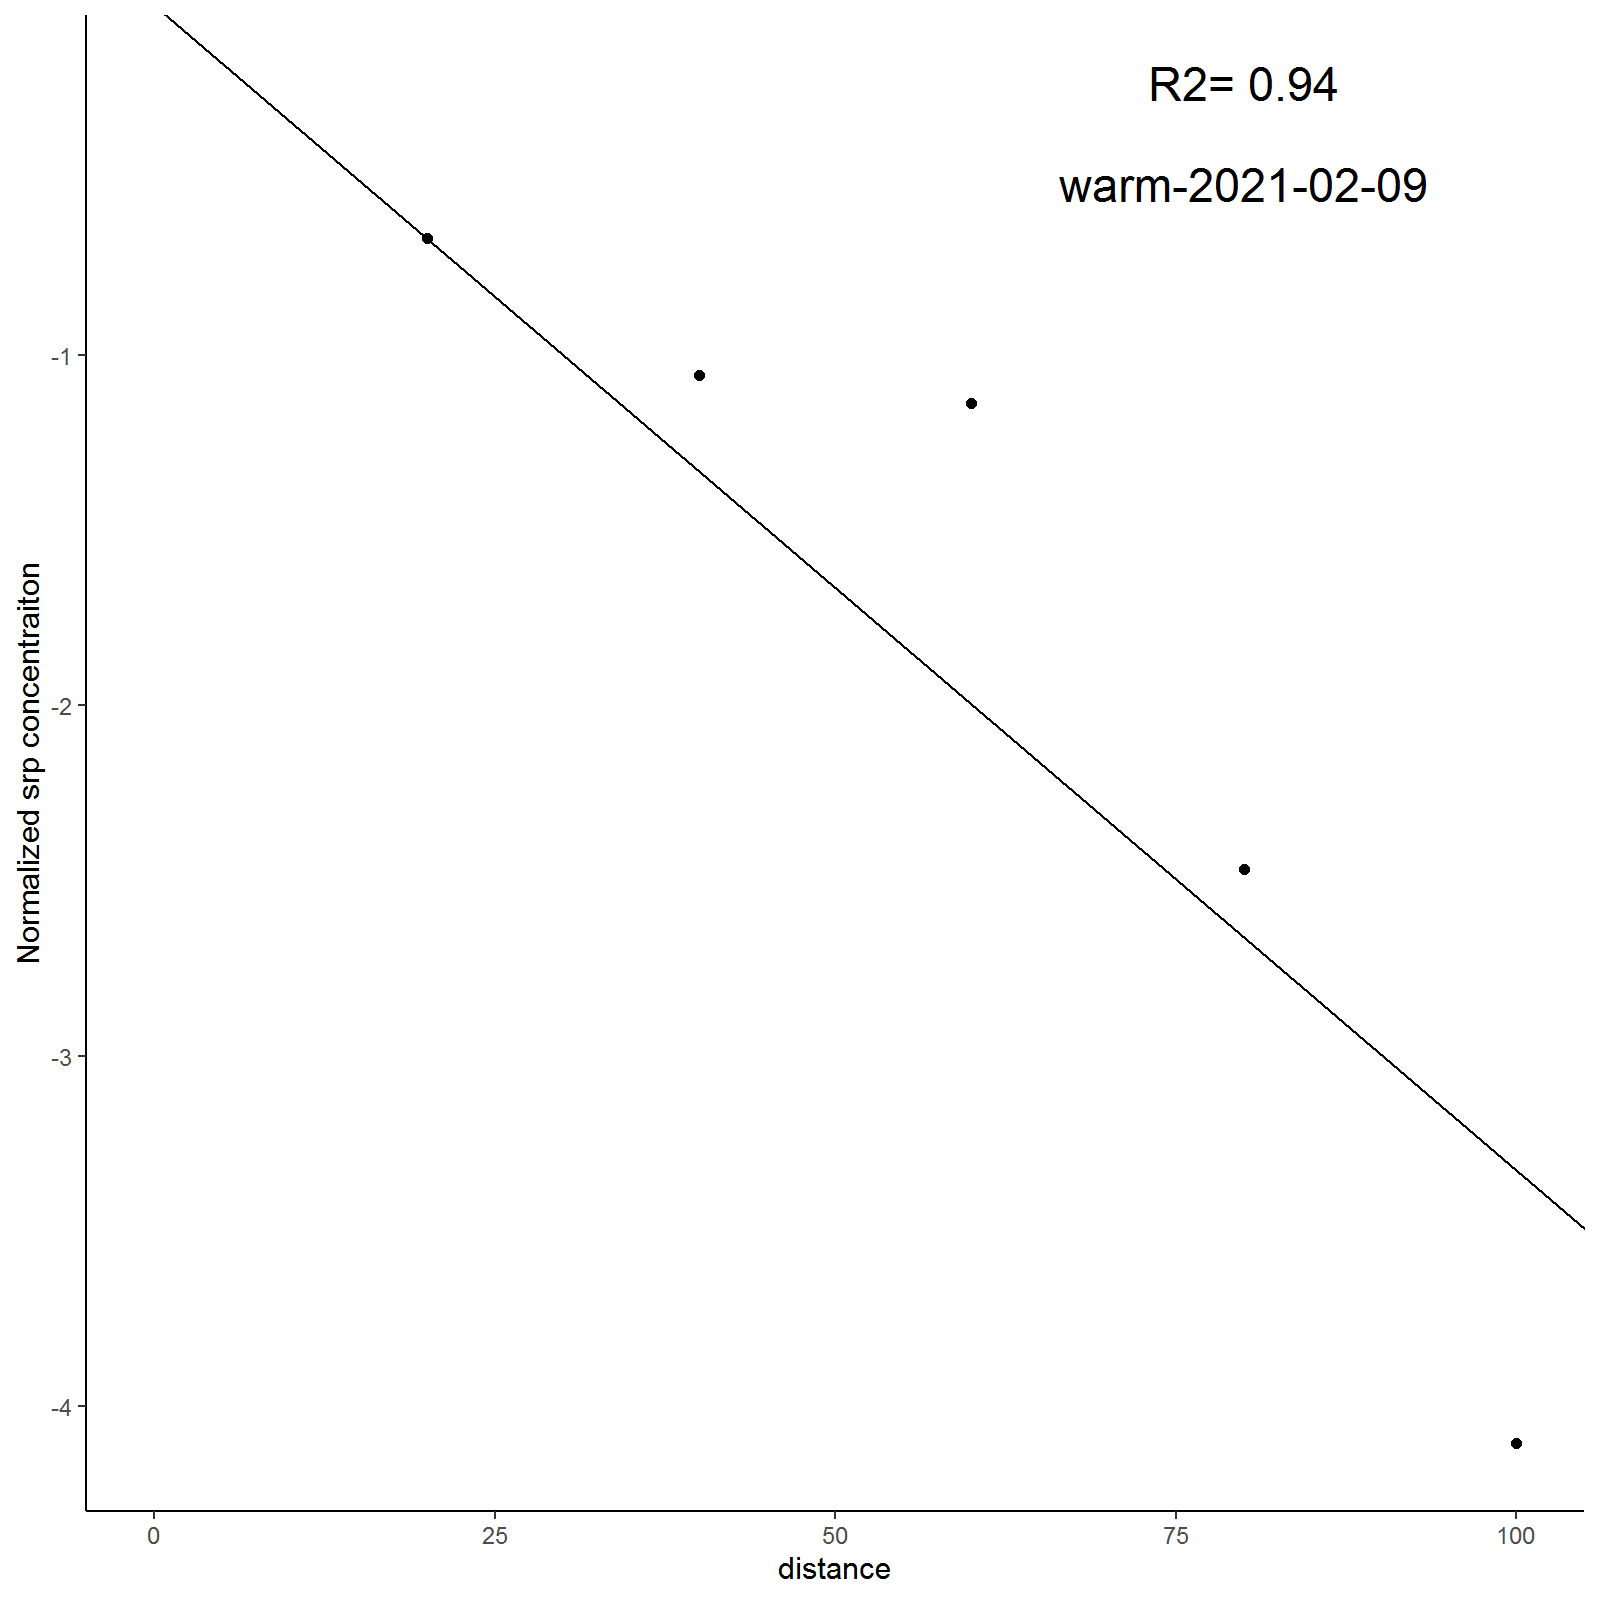 R2= 0.94
warm-2021-02-09
Normalized srp concentraiton
-1
-2
-3
-4
0
25
50
75
100
distance